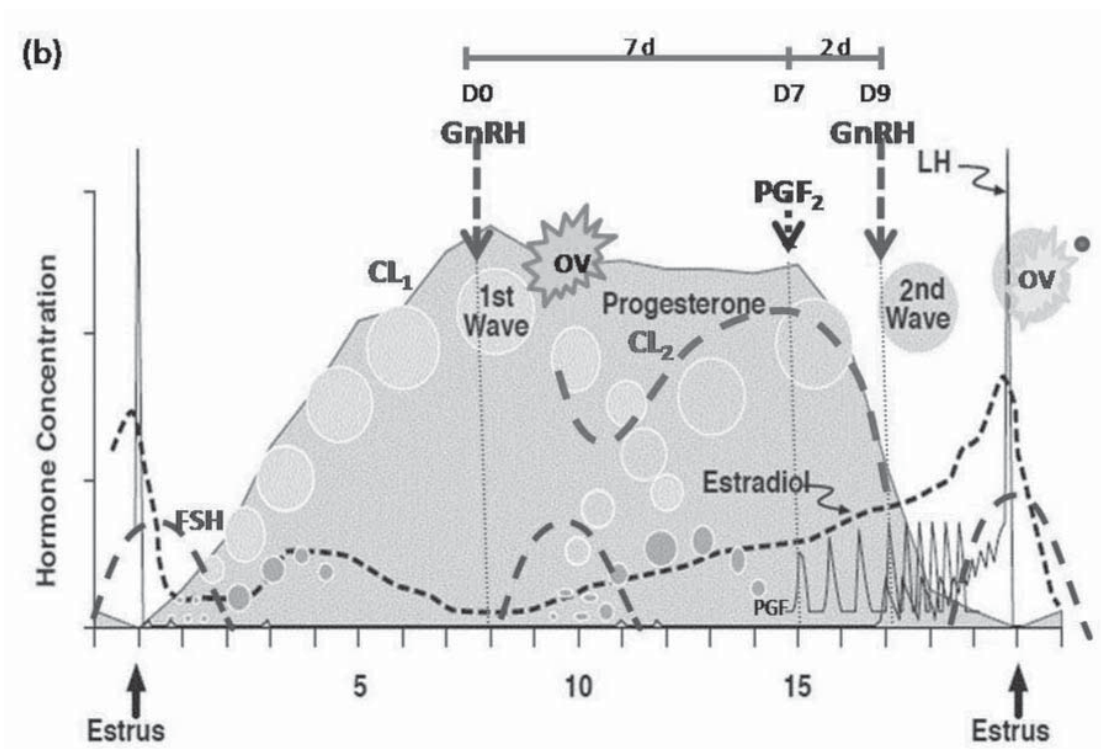 (b)
7 d
2 d
D0
D7
D9
GnRH
GnRH
LH
PGF2
CL1
OV
OV
1st
Wave
Progesterone
2nd
Wave
CL2
Estradiol
FSH
PGF
Hormone Concentration
5
10
15
Estrus
Estrus